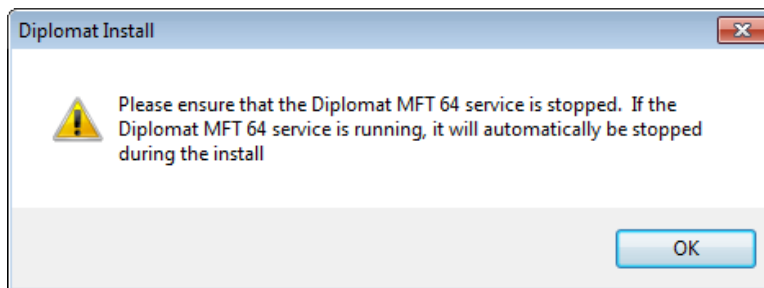 Diplomat Install
Please ensure that the Diplomat MFT 64 service is stopped.  If the
Diplomat MFT 64 service is running, it will automatically be stopped
during the install
OK